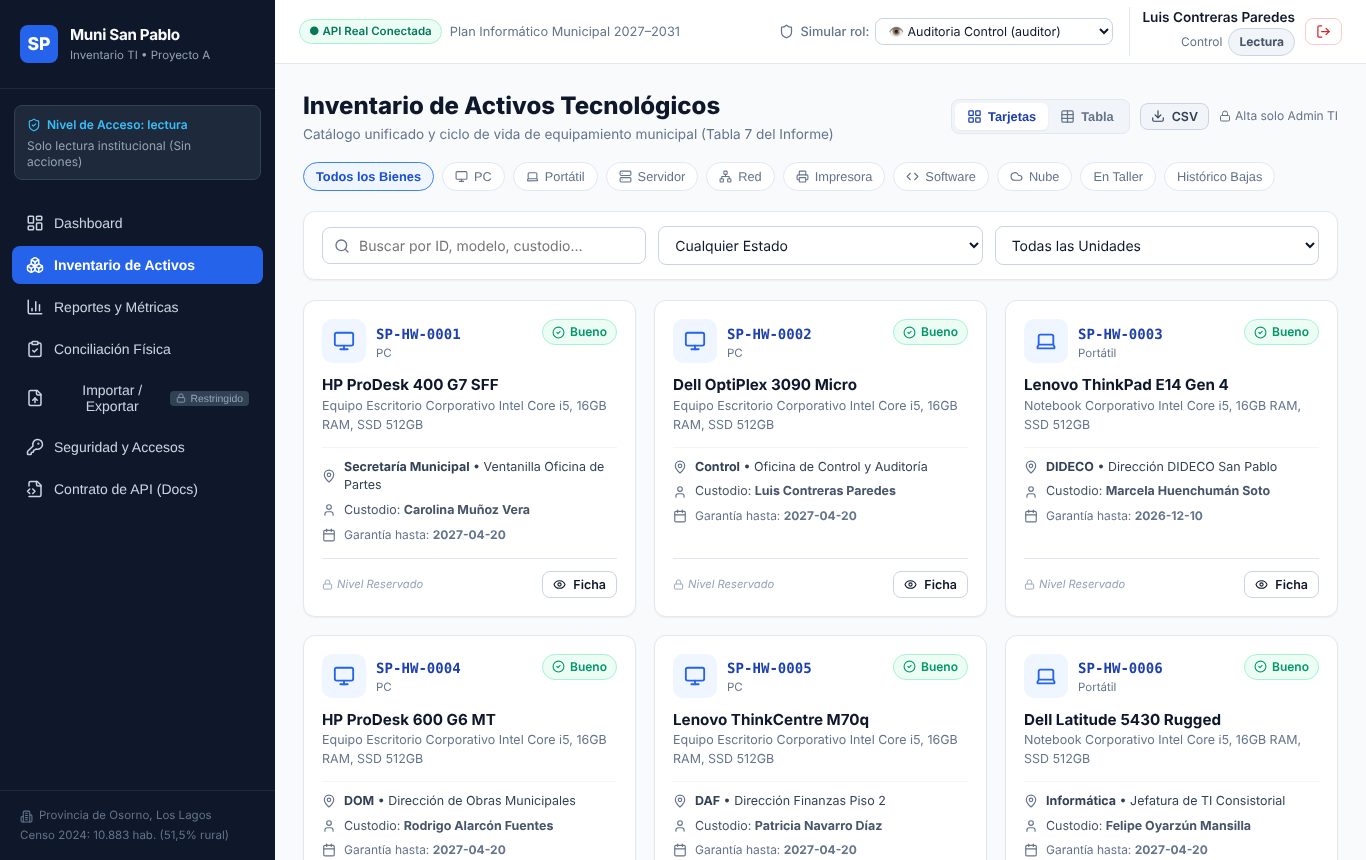 SP
Muni San Pablo
Inventario TI • Proyecto A
Nivel de Acceso: lectura
Solo lectura institucional (Sin
acciones)
Dashboard
Inventario de Activos
Reportes y Métricas
Conciliación Física
Importar /
Exportar
Restringido
Seguridad y Accesos
Contrato de API (Docs)
Provincia de Osorno, Los Lagos
Censo 2024: 10.883 hab. (51,5% rural)
API Real Conectada
Plan Informático Municipal 2027–2031
Simular rol:
Auditoria Control (auditor)
Luis Contreras Paredes
Control
Lectura
Inventario de Activos Tecnológicos
Catálogo unificado y ciclo de vida de equipamiento municipal (Tabla 7 del Informe)
Tarjetas
Tabla
CSV
Alta solo Admin TI
Todos los Bienes
PC
Portátil
Servidor
Red
Impresora
Software
Nube
En Taller
Histórico Bajas
Buscar por ID, modelo, custodio...
Cualquier Estado
Todas las Unidades
SP-HW-0001
PC
Bueno
HP ProDesk 400 G7 SFF
Equipo Escritorio Corporativo Intel Core i5, 16GB
RAM, SSD 512GB
Secretaría Municipal • Ventanilla Oficina de
Partes
Custodio: Carolina Muñoz Vera
Garantía hasta: 2027-04-20
Nivel Reservado
Ficha
SP-HW-0002
PC
Bueno
Dell OptiPlex 3090 Micro
Equipo Escritorio Corporativo Intel Core i5, 16GB
RAM, SSD 512GB
Control • Oficina de Control y Auditoría
Custodio: Luis Contreras Paredes
Garantía hasta: 2027-04-20
Nivel Reservado
Ficha
SP-HW-0003
Portátil
Bueno
Lenovo ThinkPad E14 Gen 4
Notebook Corporativo Intel Core i5, 16GB RAM,
SSD 512GB
DIDECO • Dirección DIDECO San Pablo
Custodio: Marcela Huenchumán Soto
Garantía hasta: 2026-12-10
Nivel Reservado
Ficha
SP-HW-0004
PC
Bueno
HP ProDesk 600 G6 MT
Equipo Escritorio Corporativo Intel Core i5, 16GB
RAM, SSD 512GB
DOM • Dirección de Obras Municipales
Custodio: Rodrigo Alarcón Fuentes
Garantía hasta: 2027-04-20
SP-HW-0005
PC
Bueno
Lenovo ThinkCentre M70q
Equipo Escritorio Corporativo Intel Core i5, 16GB
RAM, SSD 512GB
DAF • Dirección Finanzas Piso 2
Custodio: Patricia Navarro Díaz
Garantía hasta: 2027-04-20
SP-HW-0006
Portátil
Bueno
Dell Latitude 5430 Rugged
Notebook Corporativo Intel Core i5, 16GB RAM,
SSD 512GB
Informática • Jefatura de TI Consistorial
Custodio: Felipe Oyarzún Mansilla
Garantía hasta: 2027-04-20